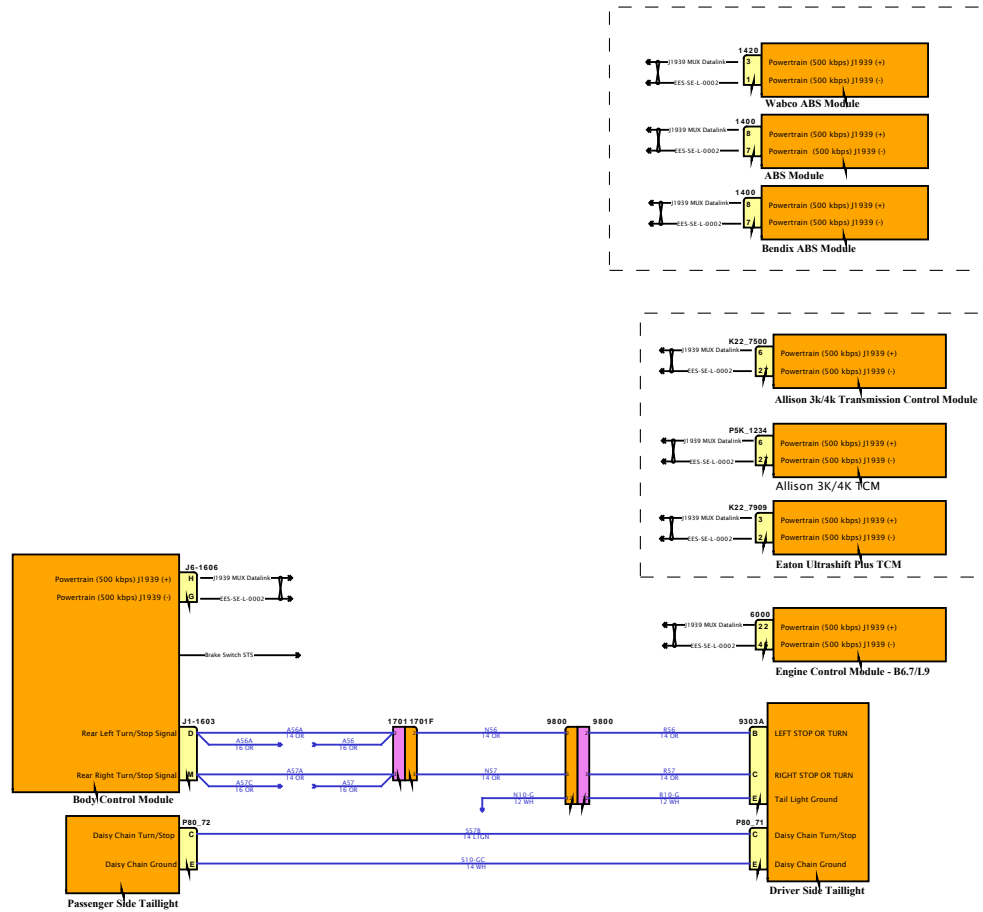 1420
J1939 MUX Datalink
3
Powertrain (500 kbps) J1939 (+)
EES-SE-L-0002
1
Powertrain (500 kbps) J1939 (-)
Wabco ABS Module
1400
J1939 MUX Datalink
8
Powertrain (500 kbps) J1939 (+)
EES-SE-L-0002
7
Powertrain (500 kbps) J1939 (-)
ABS Module
1400
J1939 MUX Datalink
8
Powertrain (500 kbps) J1939 (+)
EES-SE-L-0002
7
Powertrain (500 kbps) J1939 (-)
Bendix ABS Module
K22_7500
J1939 MUX Datalink
6
Powertrain (500 kbps) J1939 (+)
EES-SE-L-0002
Powertrain (500 kbps) J1939 (-)
Allison 3k/4k Transmission Control Module
P5K_1234
J1939 MUX Datalink
6
Powertrain (500 kbps) J1939 (+)
EES-SE-L-0002
Powertrain (500 kbps) J1939 (-)
Allison 3K/4K TCM
K22_7909
J1939 MUX Datalink
3
Powertrain (500 kbps) J1939 (+)
EES-SE-L-0002
2
Powertrain (500 kbps) J1939 (-)
Eaton Ultrashift Plus TCM
J6-1606
Powertrain (500 kbps) J1939 (+)
H
J1939 MUX Datalink
Powertrain (500 kbps) J1939 (-)
G
EES-SE-L-0002
6000
J1939 MUX Datalink
22
Powertrain (500 kbps) J1939 (+)
EES-SE-L-0002
Powertrain (500 kbps) J1939 (-)
Engine Control Module - B6.7/L9
Brake Switch STS
J1-1603
1701
1701F
9800
9800
9303A
Rear Left Turn/Stop Signal
D
A56A
14 OR
A56A
16 OR
A56
16 OR
N56
14 OR
R56
14 OR
B
LEFT STOP OR TURN
Rear Right Turn/Stop Signal
M
A57A
14 OR
A57C
16 OR
A57
16 OR
N57
14 OR
R57
14 OR
C
RIGHT STOP OR TURN
N10-G
12 WH
R10-G
12 WH
E
Tail Light Ground
Body Control Module
P80_72
P80_71
Daisy Chain Turn/Stop
C
S57B
14 LTGN
C
Daisy Chain Turn/Stop
Daisy Chain Ground
E
S10-GC
14 WH
E
Daisy Chain Ground
Passenger Side Taillight
Driver Side Taillight